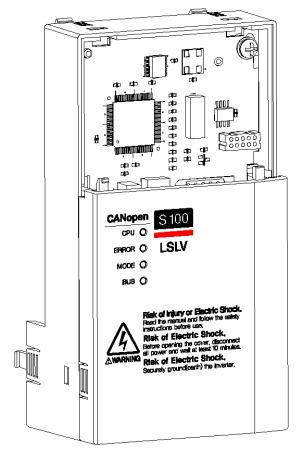 CANopen S100
CPU
ERROR LSLV
MODE
BUS
Risk of Injury or Electric Shock.
Read the manual and follow the safety
instructions before use.
Risk of Electric Shock.
Before opening the cover, disconnect
all power and wait at least 10 minutes.
WARNING Risk of Electric Shock.
Securely ground(earth) the inverter.